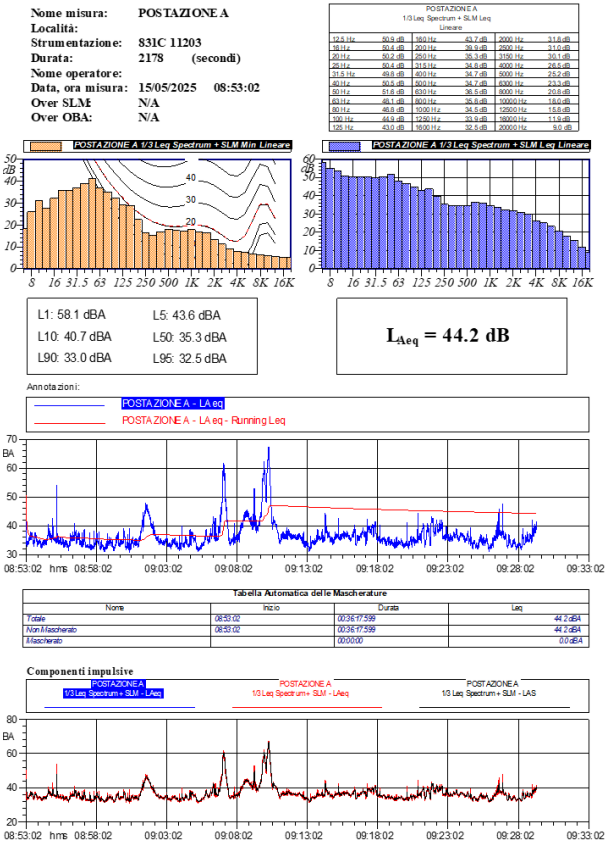 Nome misura: POSTAZIONE A
Località:
Strumentazione: 831C 11203
Durata: 2178 (secondi)
Nome operatore:
Data, ora misura: 15/05/2025 08:53:02
Over SLM: N/A
Over OBA: N/A
POSTAZIONE A
1/3 Leq Spectrum + SLM Leq
Lineare
12.5 Hz 50.9 dB 160 Hz 43.7 dB 2000 Hz 31.8 dB
16 Hz 50.4 dB 200 Hz 39.9 dB 2500 Hz 31.0 dB
20 Hz 50.2 dB 250 Hz 35.3 dB 3150 Hz 30.1 dB
25 Hz 50.4 dB 315 Hz 34.6 dB 4000 Hz 26.5 dB
31.5 Hz 49.8 dB 400 Hz 34.7 dB 5000 Hz 25.2 dB
40 Hz 50.5 dB 500 Hz 34.7 dB 6300 Hz 23.3 dB
50 Hz 51.6 dB 630 Hz 36.5 dB 8000 Hz 20.8 dB
63 Hz 48.1 dB 800 Hz 35.8 dB 10000 Hz 18.0 dB
80 Hz 46.8 dB 1000 Hz 34.5 dB 12500 Hz 15.6 dB
100 Hz 44.9 dB 1250 Hz 33.9 dB 16000 Hz 11.9 dB
125 Hz 43.0 dB 1600 Hz 32.5 dB 20000 Hz 9.0 dB
POSTAZIONE A 1/3 Leq Spectrum + SLM Min Lineare
50
dB
40
30
20
10
0
40
30
20
8 16 31.5 63 125 250 500 1K 2K 4K 8K 16K
POSTAZIONE A 1/3 Leq Spectrum + SLM Leq Lineare
60
dB
50
40
30
20
10
0
8 16 31.5 63 125 250 500 1K 2K 4K 8K 16K
L1: 58.1 dBA L5: 43.6 dBA
L10: 40.7 dBA L50: 35.3 dBA
L90: 33.0 dBA L95: 32.5 dBA
LAeq = 44.2 dB
Annotazioni:
POSTAZIONE A - LAeq
POSTAZIONE A - LAeq - Running Leq
70
BA
60
50
40
30
08:53:02 hms 08:58:02 09:03:02 09:08:02 09:13:02 09:18:02 09:23:02 09:28:02 09:33:02
Tabella Automatica delle Mascherature
Nome Inizio Durata Leq
Totale 08:53:02 00:36:17.599 44.2 dBA
Non Mascherato 08:53:02 00:36:17.599 44.2 dBA
Mascherato 00:00:00 0.0 dBA
Componenti impulsive
POSTAZIONE A POSTAZIONE A POSTAZIONE A
1/3 Leq Spectrum + SLM - LAeq 1/3 Leq Spectrum + SLM - LAeq 1/3 Leq Spectrum + SLM - LAS
80
BA
60
40
20
08:53:02 hms 08:58:02 09:03:02 09:08:02 09:13:02 09:18:02 09:23:02 09:28:02 09:33:02